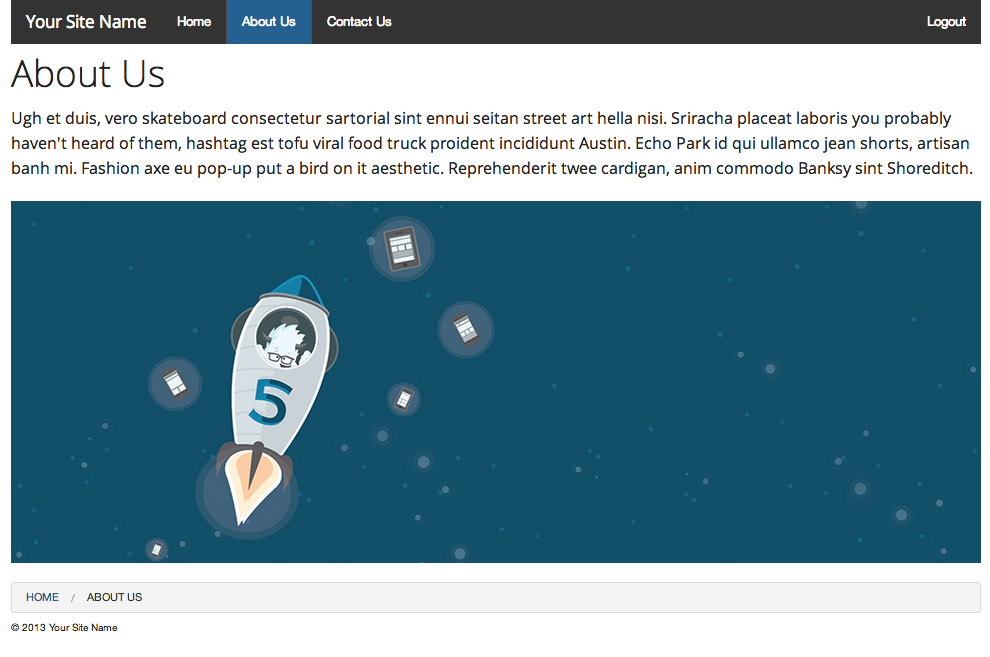 Your Site Name Home About Us Contact Us Logout
About Us
Ugh et duis, vero skateboard consectetur sartorial sint ennui seitan street art hella nisi. Sriracha placeat laboris you probably
haven't heard of them, hashtag est tofu viral food truck proident incididunt Austin. Echo Park id qui ullamco jean shorts, artisan
banh mi. Fashion axe eu pop-up put a bird on it aesthetic. Reprehenderit twee cardigan, anim commodo Banksy sint Shoreditch.
5
HOME / ABOUT US
© 2013 Your Site Name